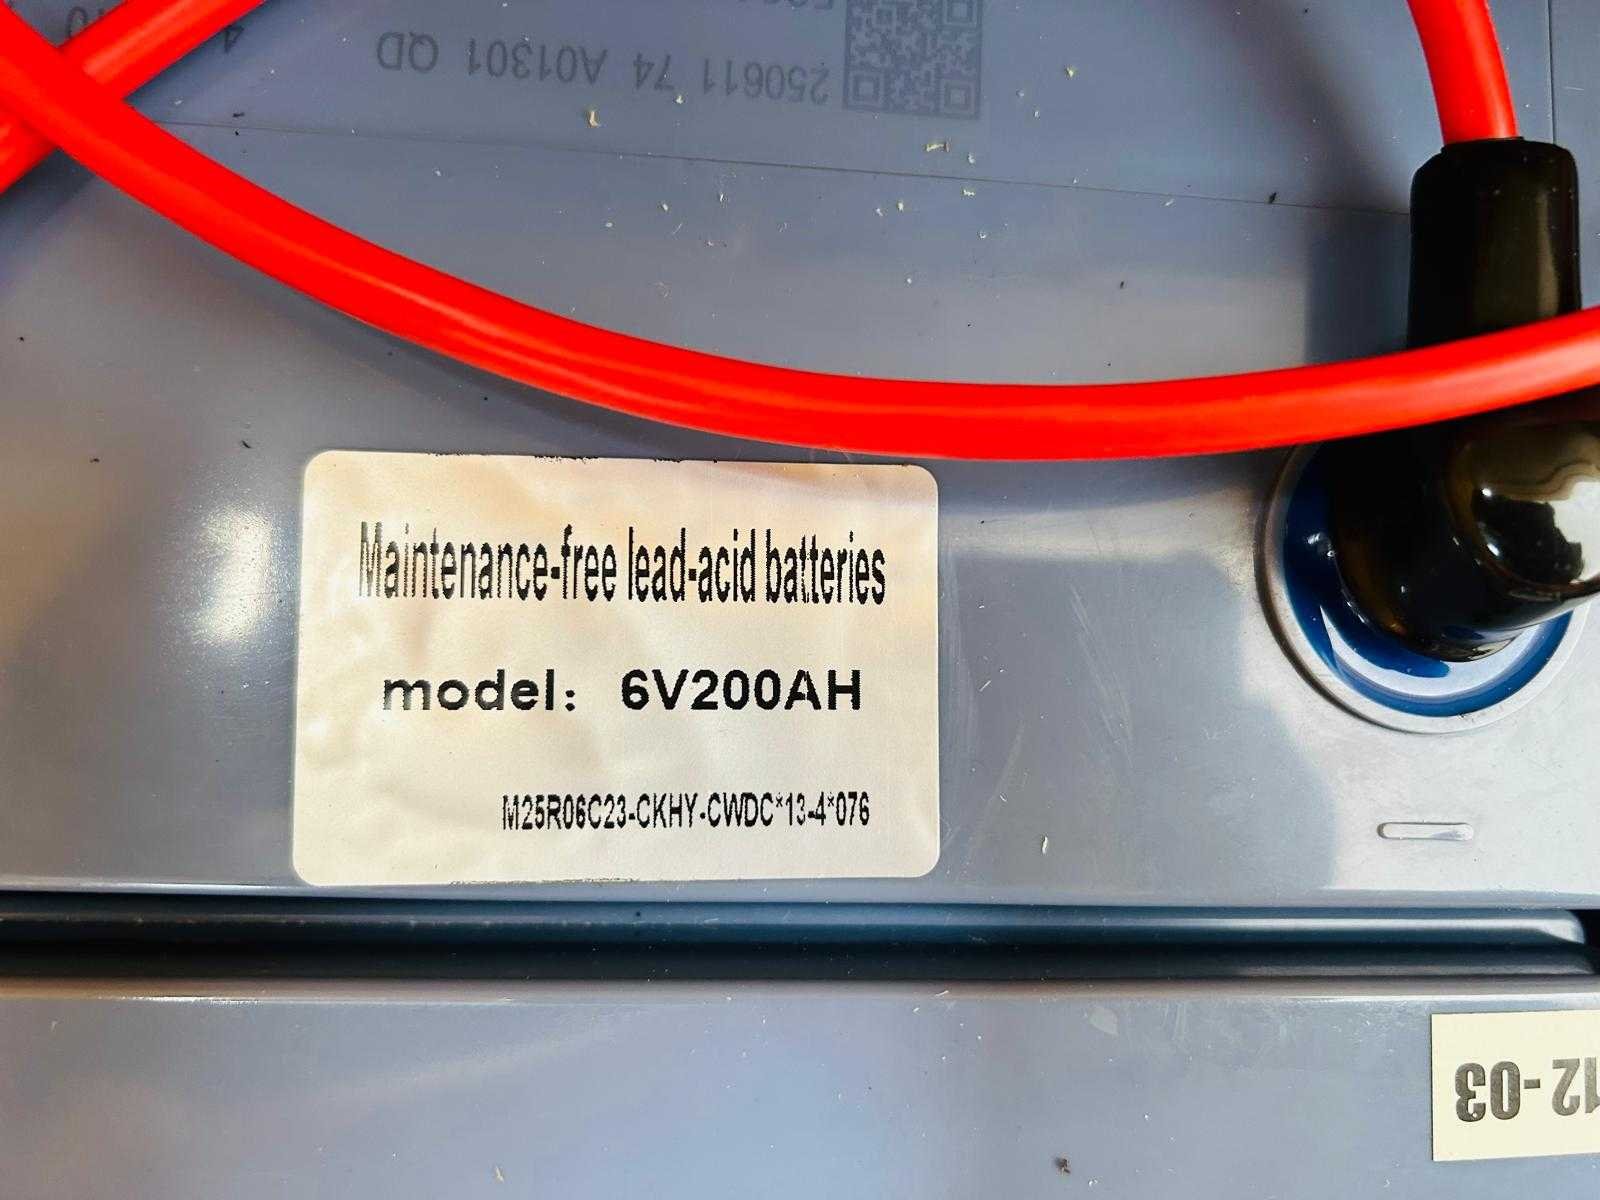 250611 74 A01301 QD
Maintenance-free lead-acid batteries
model: 6V200AH
M25R06C23-CKHY-CWDC*13-4*076
12-03